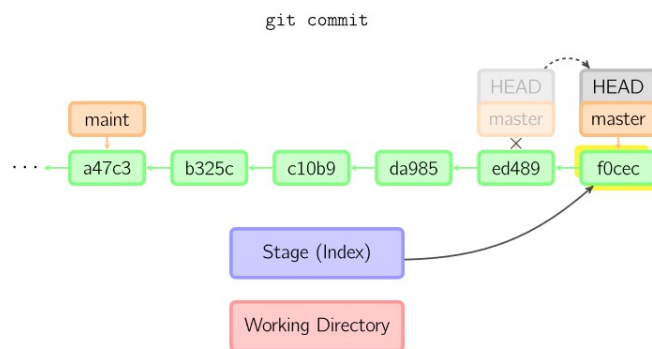 git commit
HEAD HEAD
maint master master
... a47c3 b325c c10b9 da985 ed489 f0cec
Stage (Index)
Working Directory